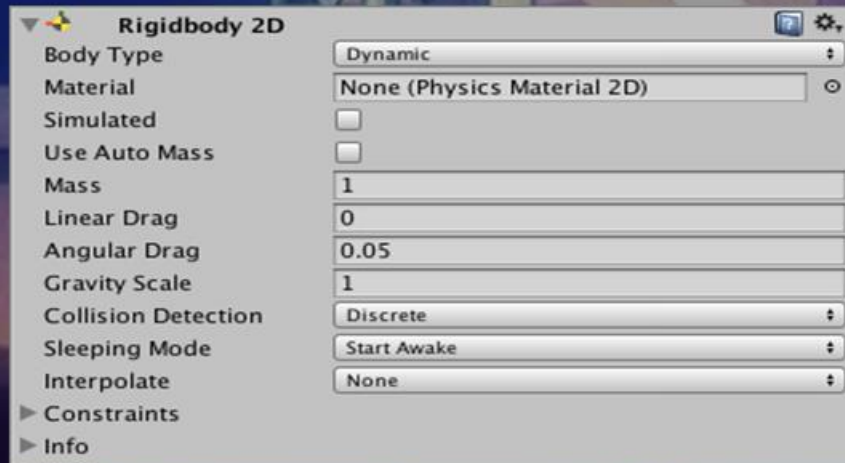 Rigidbody 2D
Body Type Dynamic
Material None (Physics Material 2D)
Simulated
Use Auto Mass
Mass 1
Linear Drag 0
Angular Drag 0.05
Gravity Scale 1
Collision Detection Discrete
Sleeping Mode Start Awake
Interpolate None
Constraints
Info